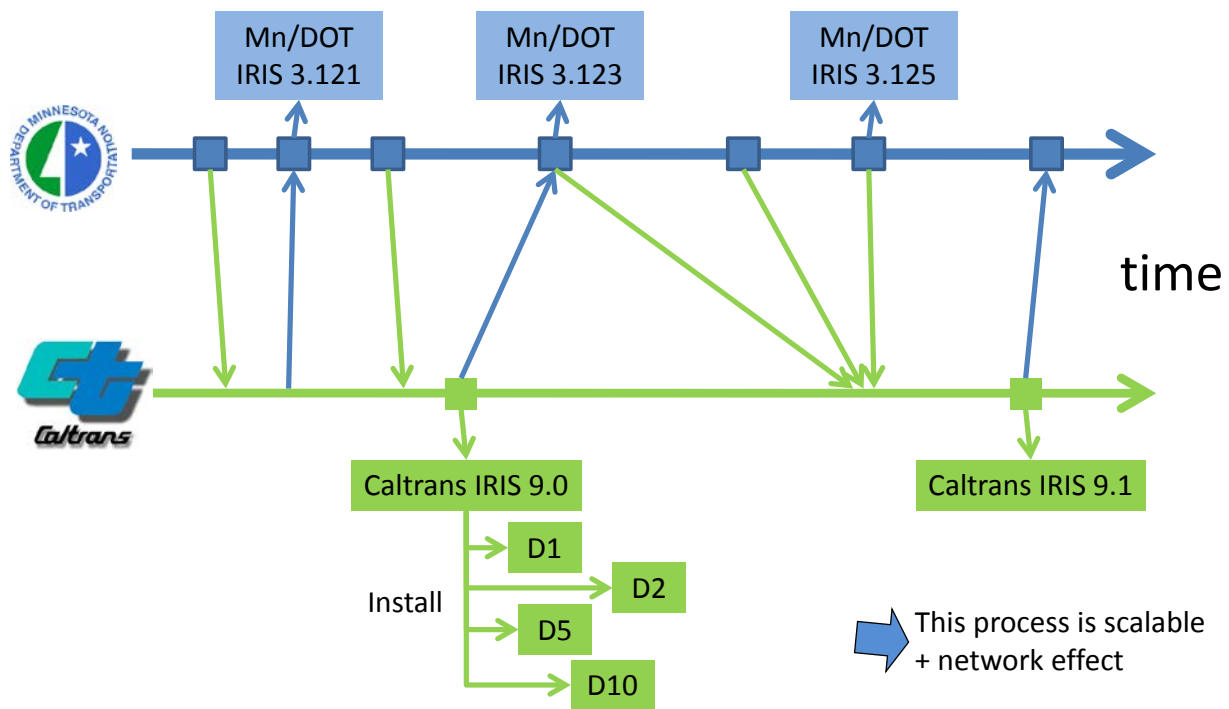 Mn/DOT
IRIS 3.121
Mn/DOT
IRIS 3.123
Mn/DOT
IRIS 3.125
MINNESOTA
DEPARTMENT OF TRANSPORTATION
time
Ct
Caltrans
Caltrans IRIS 9.0
Caltrans IRIS 9.1
D1
D2
Install
D5
D10
This process is scalable
+ network effect